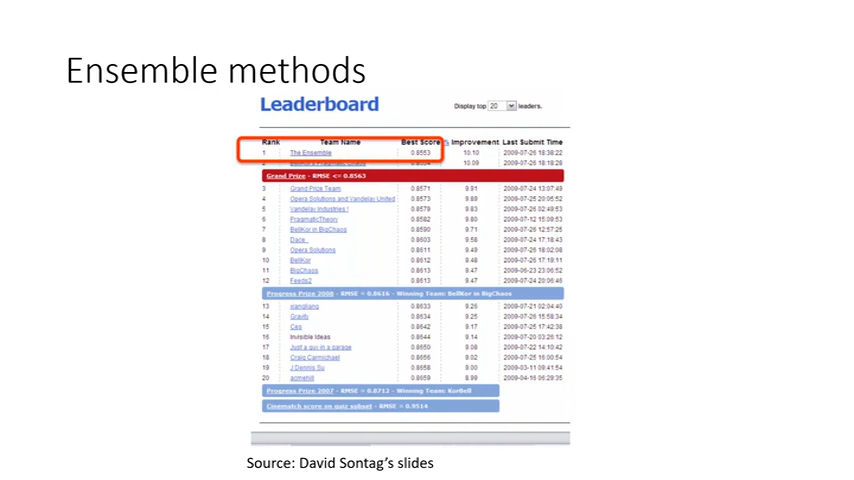 Ensemble methods
Leaderboard
Display top 20 leaders.
Rank Team Name Best Score % Improvement Last Submit Time
1 The Ensemble 0.8553 10.10 2009-07-26 18:38:22
2 BellKor's Pragmatic Chaos 0.8554 10.09 2009-07-26 18:18:28
Grand Prize - RMSE <= 0.8563
3 Grand Prize Team 0.8571 9.91 2009-07-24 13:07:49
4 Opera Solutions and Vandelay United 0.8573 9.89 2009-07-25 20:05:52
5 Vandelay Industries ! 0.8579 9.83 2009-07-26 02:49:53
6 PragmaticTheory 0.8582 9.80 2009-07-12 15:09:53
7 BellKor in BigChaos 0.8590 9.71 2009-07-26 12:57:25
8 Dace_ 0.8603 9.58 2009-07-24 17:18:43
9 Opera Solutions 0.8611 9.49 2009-07-26 18:02:08
10 BellKor 0.8612 9.48 2009-07-26 17:19:11
11 BigChaos 0.8613 9.47 2009-06-23 23:06:52
12 Feeds2 0.8613 9.47 2009-07-24 20:06:46
Progress Prize 2008 - RMSE = 0.8616 - Winning Team: BellKor in BigChaos
13 xiangliang 0.8633 9.26 2009-07-21 02:04:40
14 Gravity 0.8634 9.25 2009-07-26 15:58:34
15 Ces 0.8642 9.17 2009-07-25 17:42:38
16 Invisible Ideas 0.8644 9.14 2009-07-20 03:26:12
17 Just a guy in a garage 0.8650 9.08 2009-07-22 14:10:42
18 Craig Carmichael 0.8656 9.02 2009-07-25 16:00:54
19 J Dennis Su 0.8658 9.00 2009-03-11 09:41:54
20 acmehill 0.8659 8.99 2009-04-16 06:29:35
Progress Prize 2007 - RMSE = 0.8712 - Winning Team: KorBell
Cinematch score on quiz subset - RMSE = 0.9514
Source: David Sontag's slides